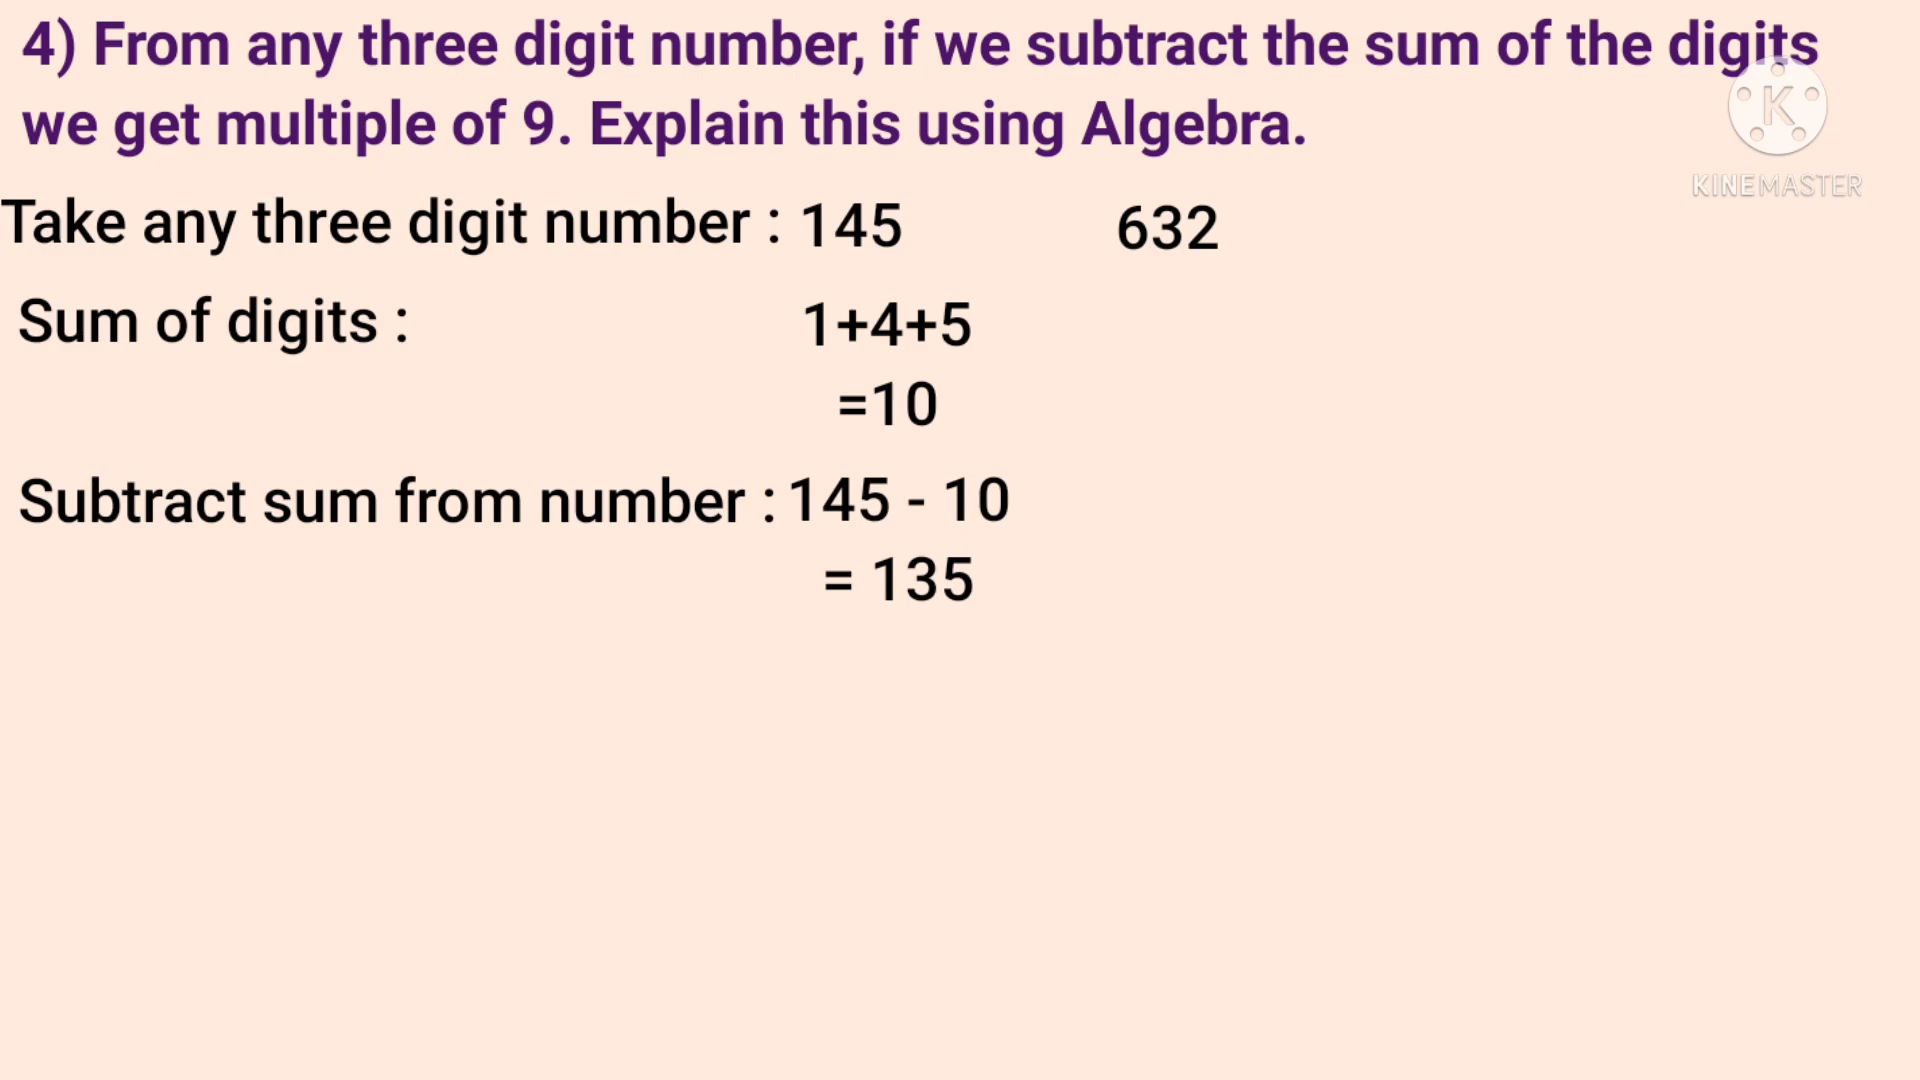 4) From any three digit number, if we subtract the sum of the digits
we get multiple of 9. Explain this using Algebra.
K
KINEMASTER
Take any three digit number : 145 632
Sum of digits : 1+4+5
=10
Subtract sum from number : 145 - 10
= 135